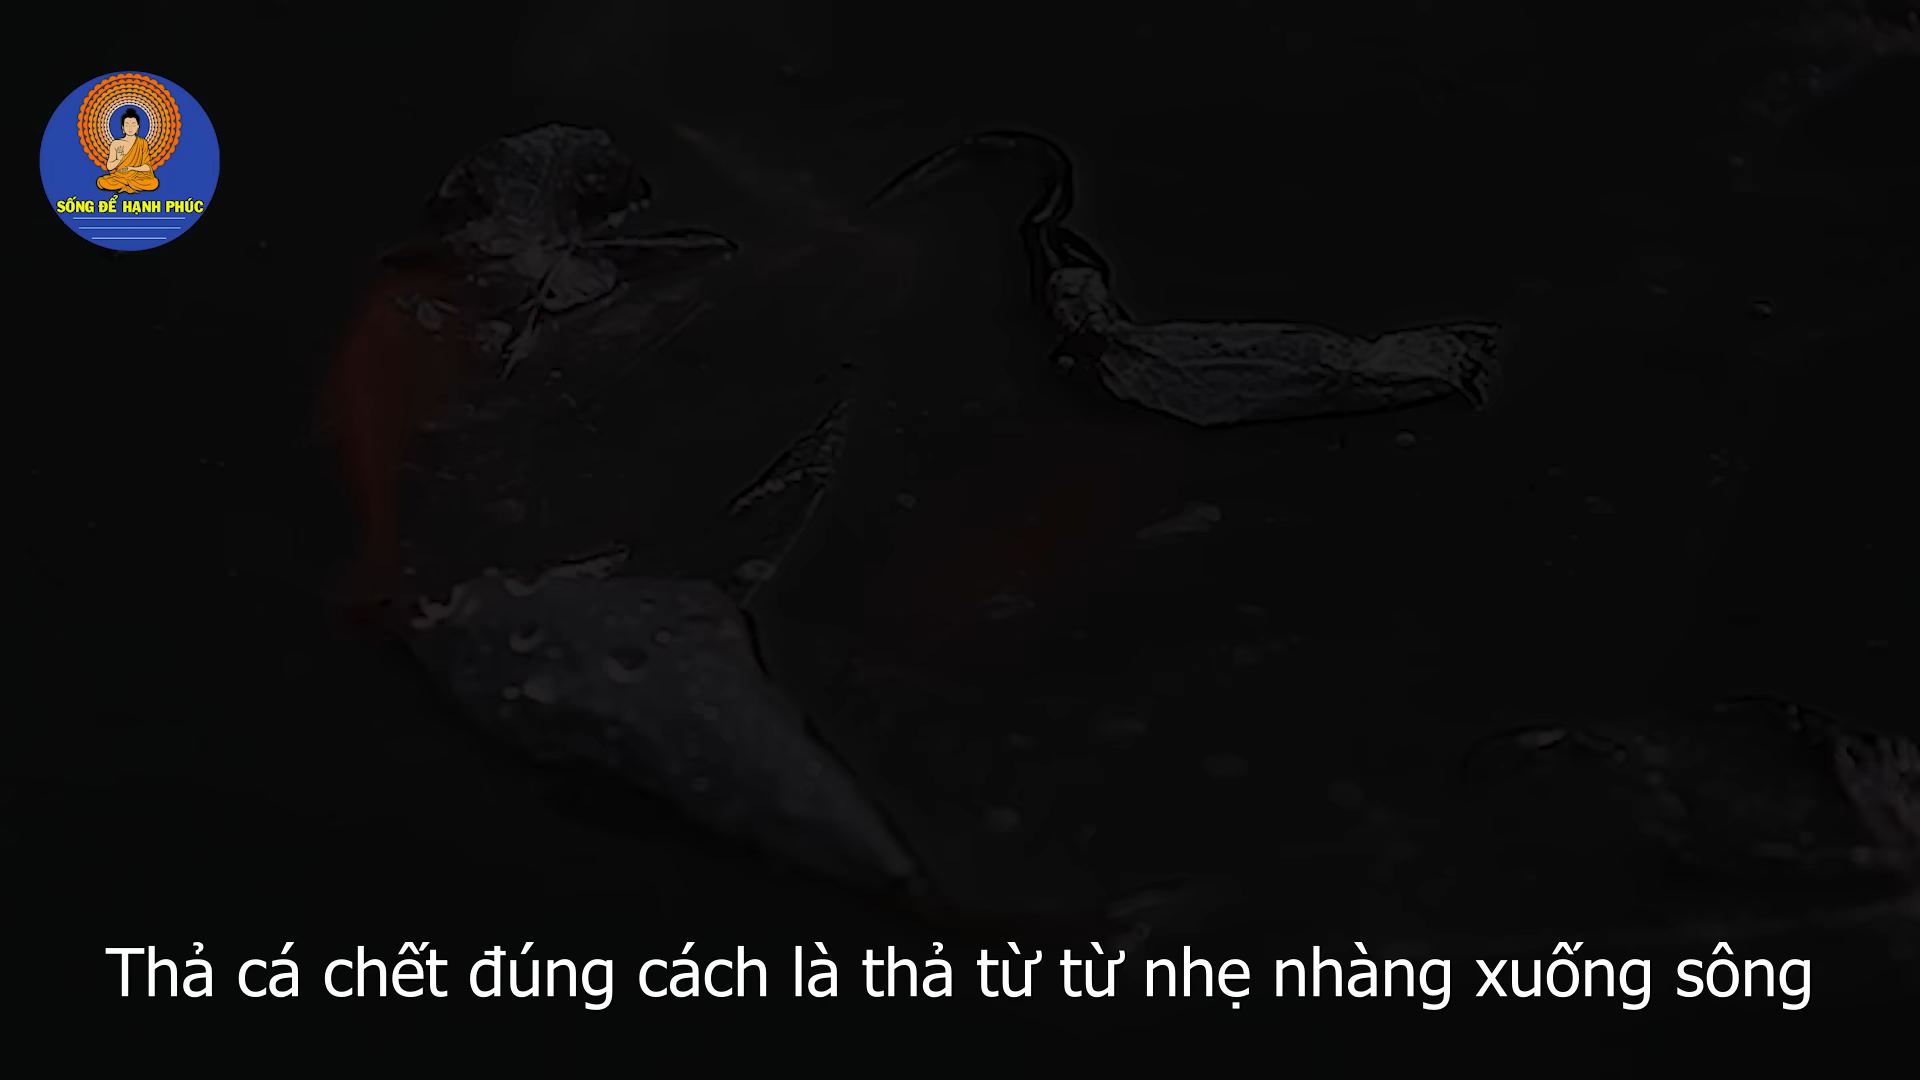 SỐNG ĐỂ HẠNH PHÚC
Thả cá chết đúng cách là thả từ từ nhẹ nhàng xuống sông